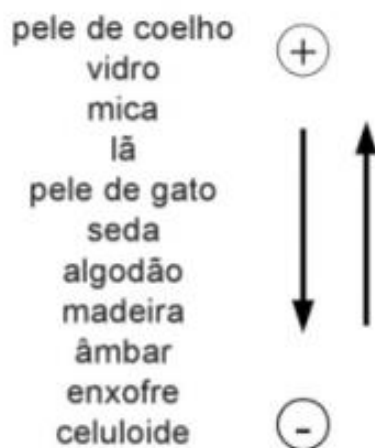 pele de coelho
+
vidro
mica
lã
pele de gato
seda
algodão
madeira
âmbar
enxofre
celuloide
-